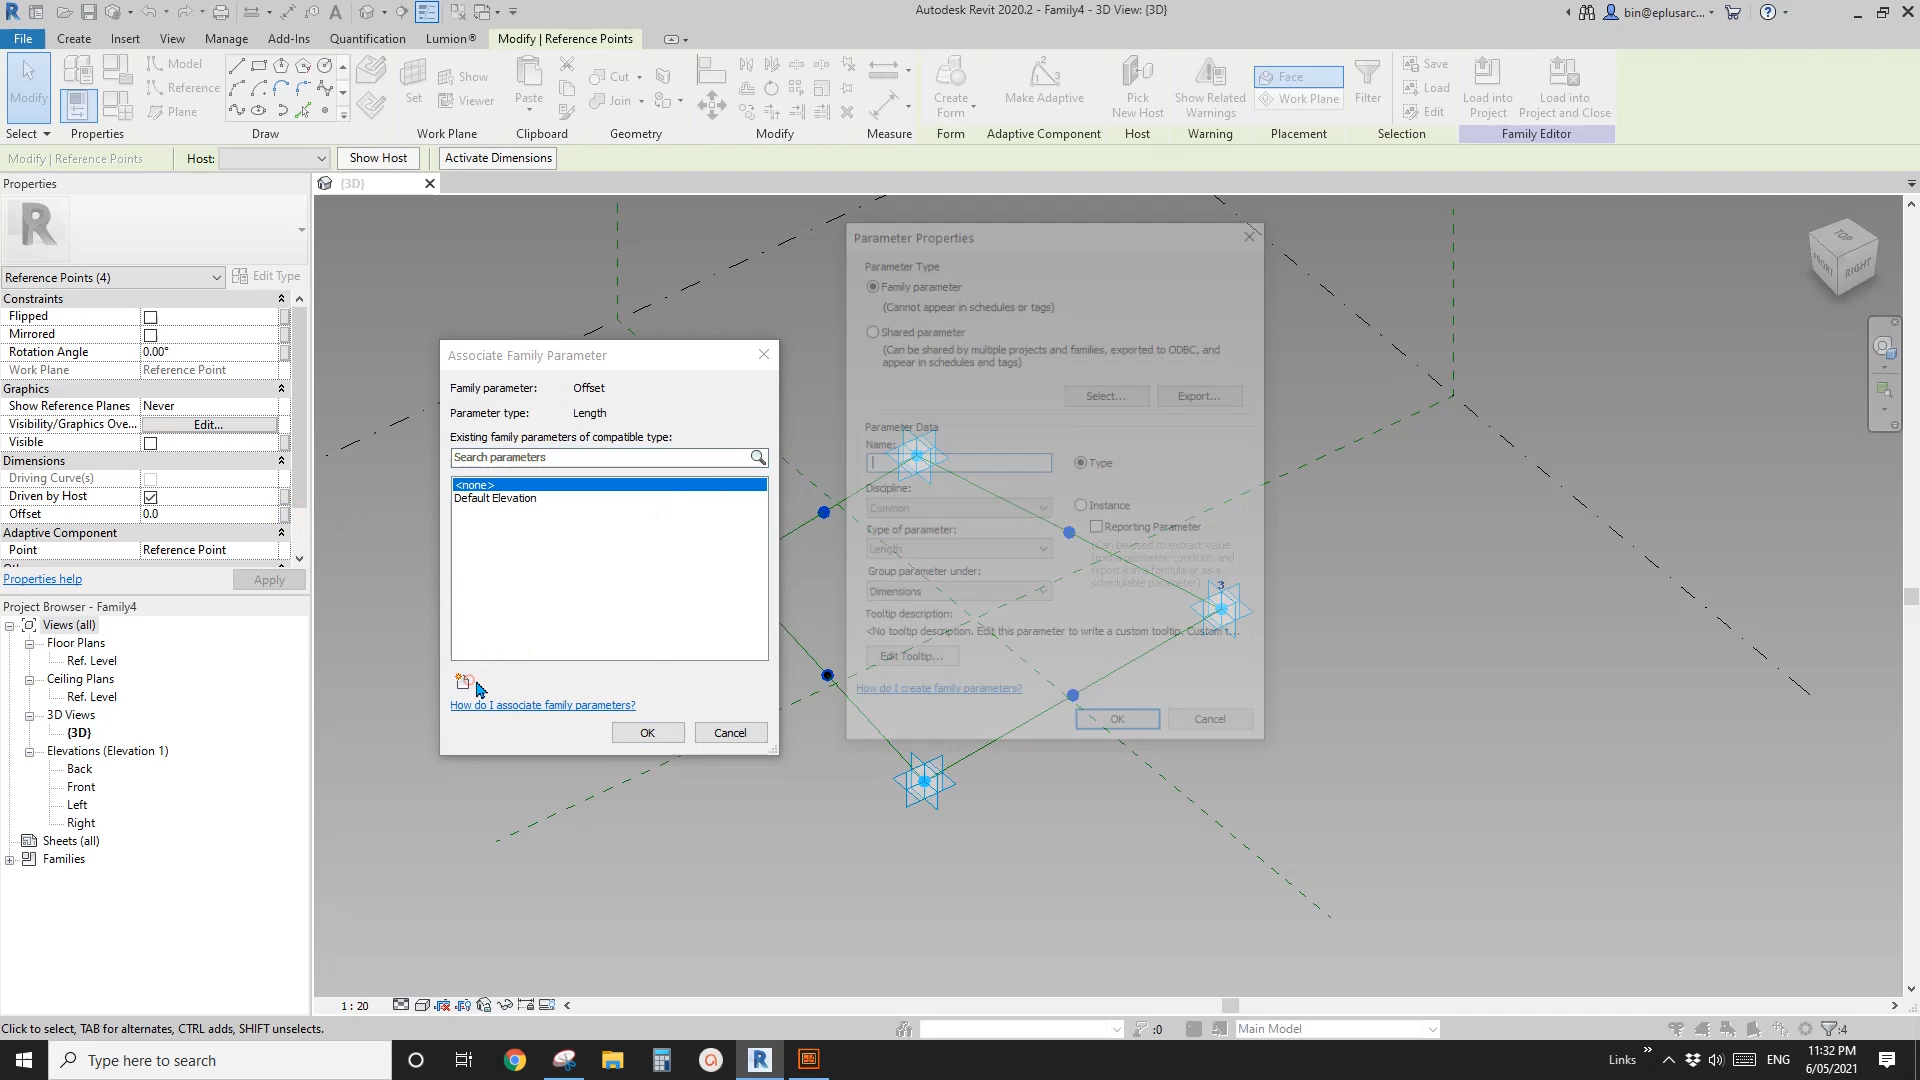 Autodesk Revit 2020.2 - Family4 - 3D View: {3D}
bin@eplusarc...
File Create Insert View Manage Add-Ins Quantification Lumion® Modify | Reference Points
Modify
Model
Reference
Plane
Set
Show
Viewer
Paste
Cut
Join
Create Form
Make Adaptive
Pick New Host
Show Related Warnings
Face
Work Plane
Filter
Save
Load
Edit
Load into Project
Load into Project and Close
Select Properties Draw Work Plane Clipboard Geometry Modify Measure Form Adaptive Component Host Warning Placement Selection Family Editor
Modify | Reference Points Host: Show Host Activate Dimensions
Properties
{3D}
R
Reference Points (4) Edit Type
Constraints
Flipped
Mirrored
Rotation Angle 0.00°
Work Plane Reference Point
Graphics
Show Reference Planes Never
Visibility/Graphics Ove... Edit...
Visible
Dimensions
Driving Curve(s)
Driven by Host
Offset 0.0
Adaptive Component
Point Reference Point
Properties help Apply
Project Browser - Family4
Views (all)
Floor Plans
Ref. Level
Ceiling Plans
Ref. Level
3D Views
{3D}
Elevations (Elevation 1)
Back
Front
Left
Right
Sheets (all)
Families
Associate Family Parameter
Family parameter: Offset
Parameter type: Length
Existing family parameters of compatible type:
Search parameters
<none>
Default Elevation
How do I associate family parameters?
OK Cancel
Parameter Properties
Parameter Type
Family parameter
(Cannot appear in schedules or tags)
Shared parameter
(Can be shared by multiple projects and families, exported to ODBC, and
appear in schedules and tags)
Select... Export...
Parameter Data
Name:
Type
Discipline:
Common
Instance
Type of parameter:
Reporting Parameter
Length
(Can be used to extract value
from a geometric condition and
report it in a formula or as a
schedulable parameter)
Group parameter under:
Dimensions
Tooltip description:
<No tooltip description. Edit this parameter to write a custom tooltip. Custom t...
Edit Tooltip...
How do I create family parameters?
OK Cancel
3
TOP
FRONT
RIGHT
1 : 20
Click to select, TAB for alternates, CTRL adds, SHIFT unselects.
:0
Main Model
:4
Type here to search
R
Links
ENG
11:32 PM
6/05/2021